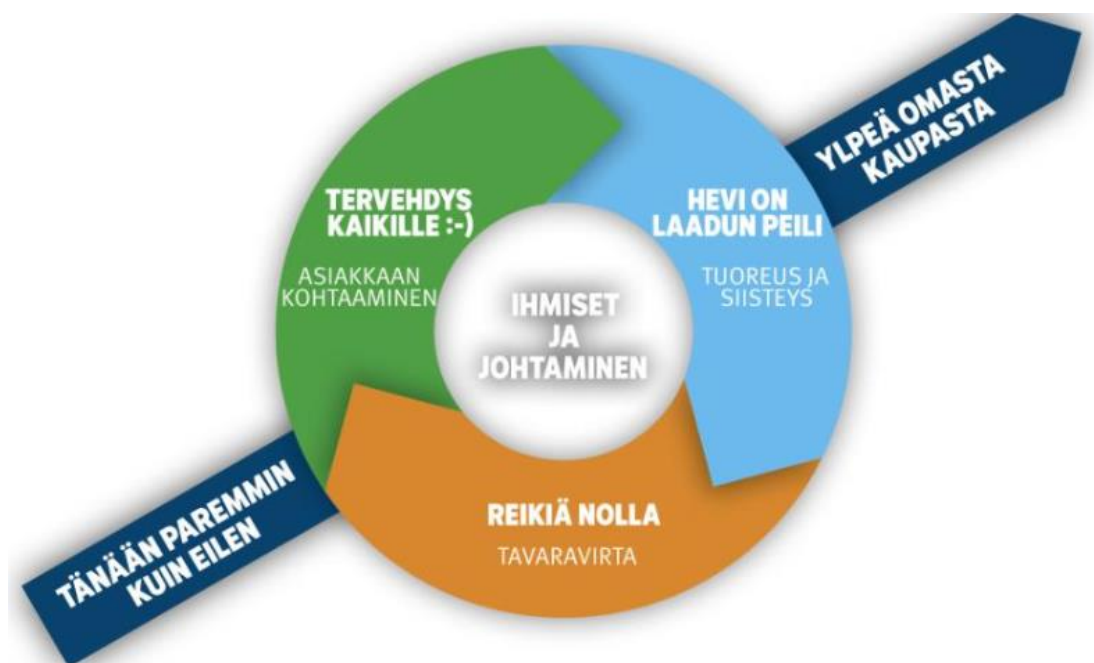 TERVEHDYS
KAIKILLE :-)
ASIAKKAAN
KOHTAAMINEN
HEVI ON
LAADUN PEILI
TUOREUS JA
SIISTEYS
IHMISET
JA
JOHTAMINEN
REIKIÄ NOLLA
TAVARAVIRTA
TÄNÄÄN PAREMMIN
KUIN EILEN
YLPEÄ OMASTA
KAUPASTA